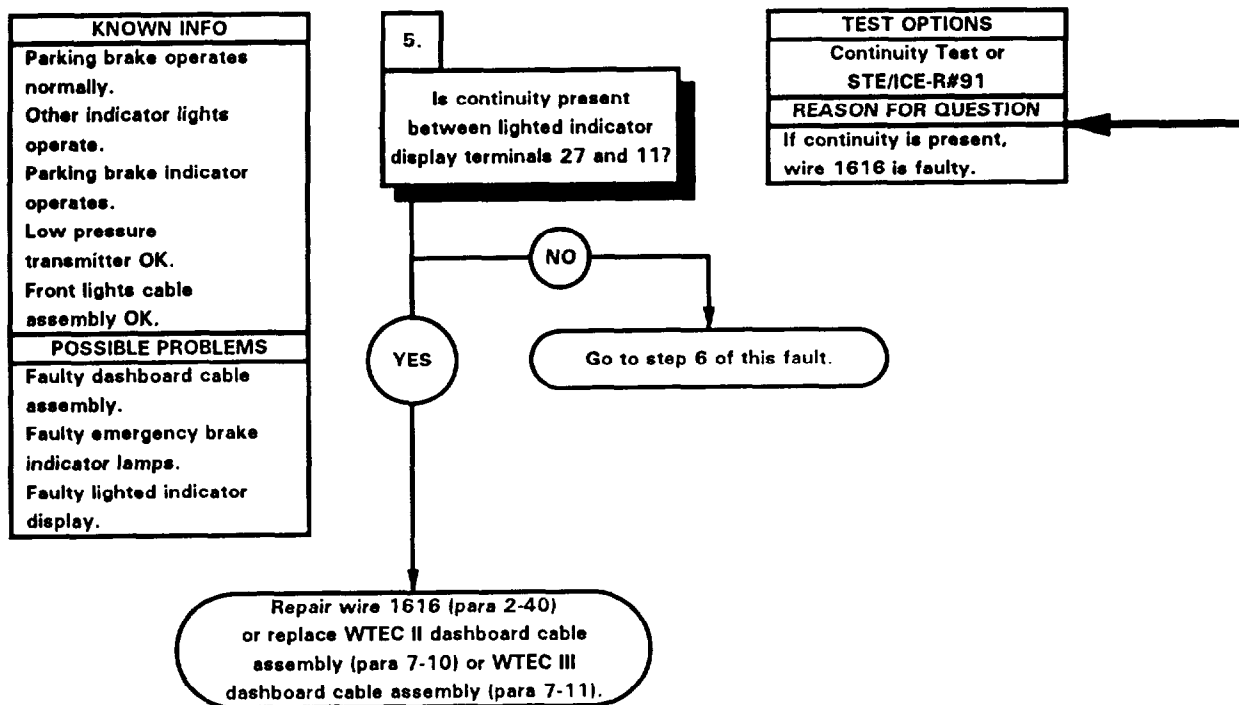 KNOWN INFO
Parking brake operates
normally.
Other indicator lights
operate.
Parking brake indicator
operates.
Low pressure
transmitter OK.
Front lights cable
assembly OK.
POSSIBLE PROBLEMS
Faulty dashboard cable
assembly.
Faulty emergency brake
indicator lamps.
Faulty lighted indicator
display.
5.
Is continuity present
between lighted indicator
display terminals 27 and 11?
TEST OPTIONS
Continuity Test or
STE/ICE-R#91
REASON FOR QUESTION
If continuity is present,
wire 1616 is faulty.
NO
YES
Go to step 6 of this fault.
Repair wire 1616 (para 2-40)
or replace WTEC II dashboard cable
assembly (para 7-10) or WTEC III
dashboard cable assembly (para 7-11).